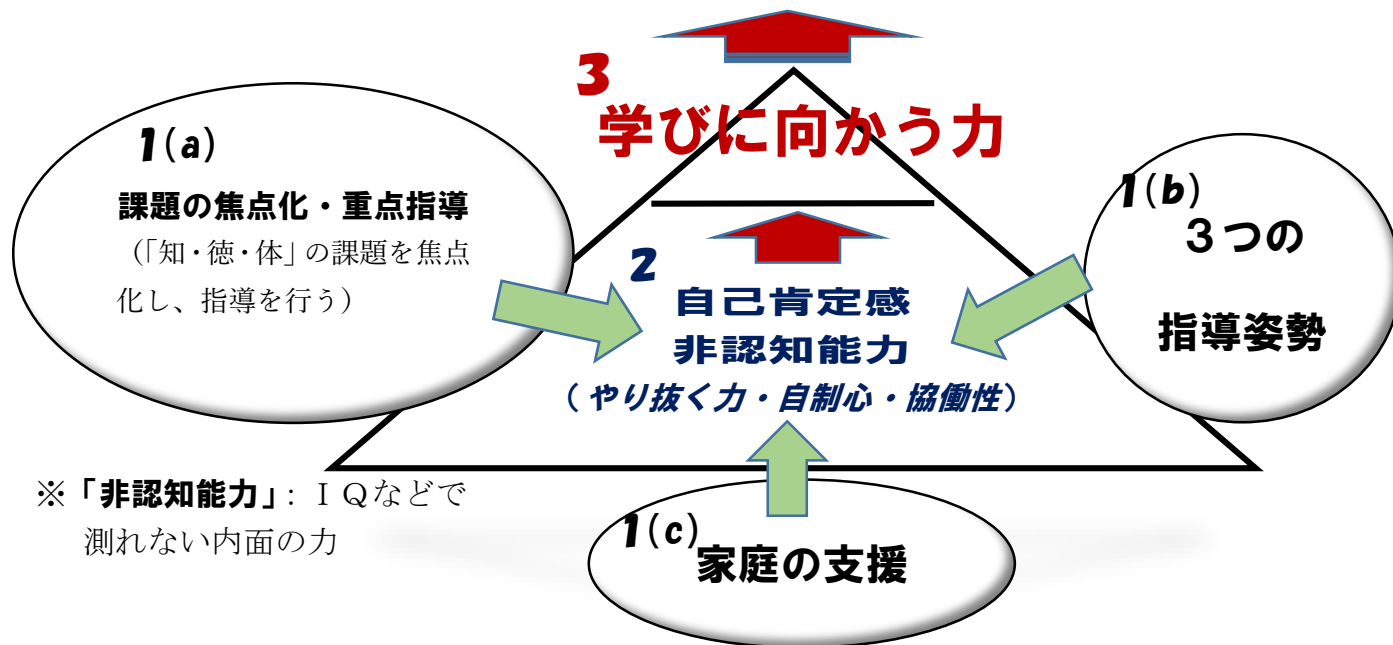 3
学びに向かう力
1(a)
課題の焦点化・重点指導
（「知・徳・体」の課題を焦点
化し、指導を行う）
1(b)
３つの
指導姿勢
2
自己肯定感
非認知能力
（やり抜く力・自制心・協働性）
※「非認知能力」：ＩＱなどで
測れない内面の力
1(c)
家庭の支援